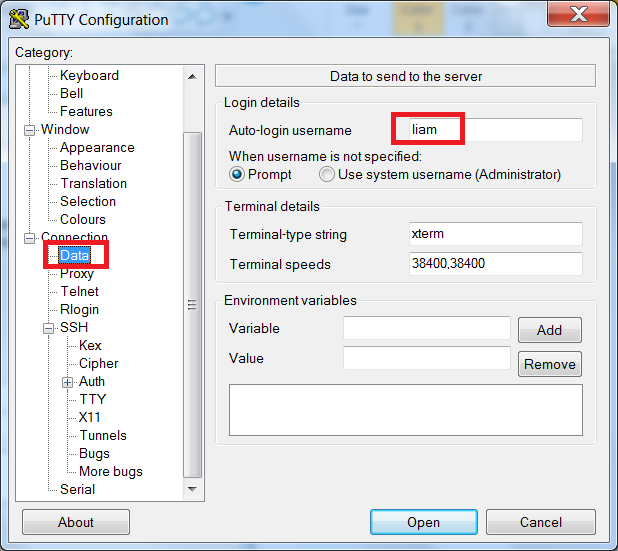 PuTTY Configuration
Category:
Keyboard
Bell
Features
Window
Appearance
Behaviour
Translation
Selection
Colours
Connection
Data
Proxy
Telnet
Rlogin
SSH
Kex
Cipher
Auth
TTY
X11
Tunnels
Bugs
More bugs
Serial
Data to send to the server
Login details
Auto-login username liam
When username is not specified:
Prompt Use system username (Administrator)
Terminal details
Terminal-type string xterm
Terminal speeds 38400,38400
Environment variables
Variable Add
Value Remove
About Open Cancel